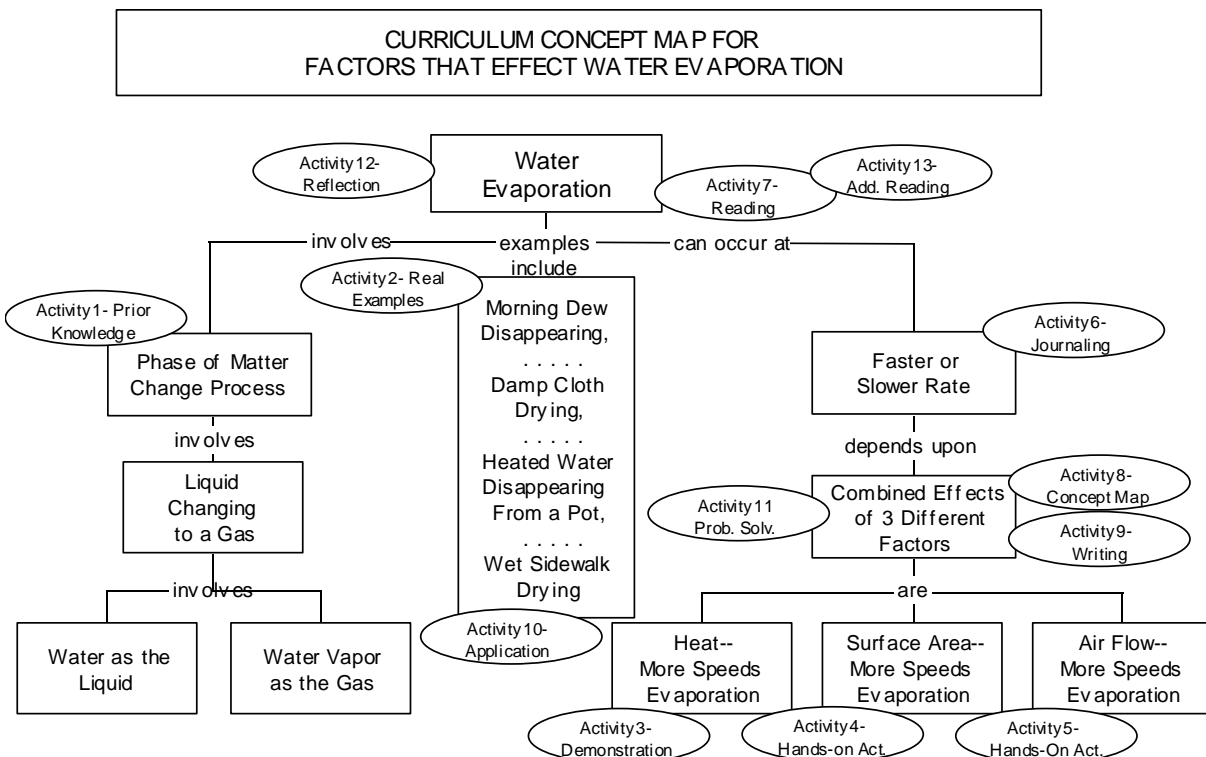 CURRICULUM CONCEPT MAP FOR
FACTORS THAT EFFECT WATER EVAPORATION
Activity 12-
Reflection
Water
Evaporation
Activity 7-
Reading
Activity 13-
Add. Reading
involves
examples
include
can occur at
Activity 1- Prior
Knowledge
Phase of Matter
Change Process
involves
Liquid
Changing
to a Gas
involves
Water as the
Liquid
Water Vapor
as the Gas
Activity 2- Real
Examples
Morning Dew
Disappearing,
. . . . .
Damp Cloth
Drying,
. . . . .
Heated Water
Disappearing
From a Pot,
. . . . .
Wet Sidewalk
Drying
Activity 10-
Application
Activity 6-
Journaling
Faster or
Slower Rate
depends upon
Activity 11
Prob. Solv.
Combined Effects
of 3 Different
Factors
Activity 8-
Concept Map
Activity 9-
Writing
are
Heat--
More Speeds
Evaporation
Activity 3-
Demonstration
Surface Area--
More Speeds
Evaporation
Activity 4-
Hands-on Act.
Air Flow--
More Speeds
Evaporation
Activity 5-
Hands-On Act.